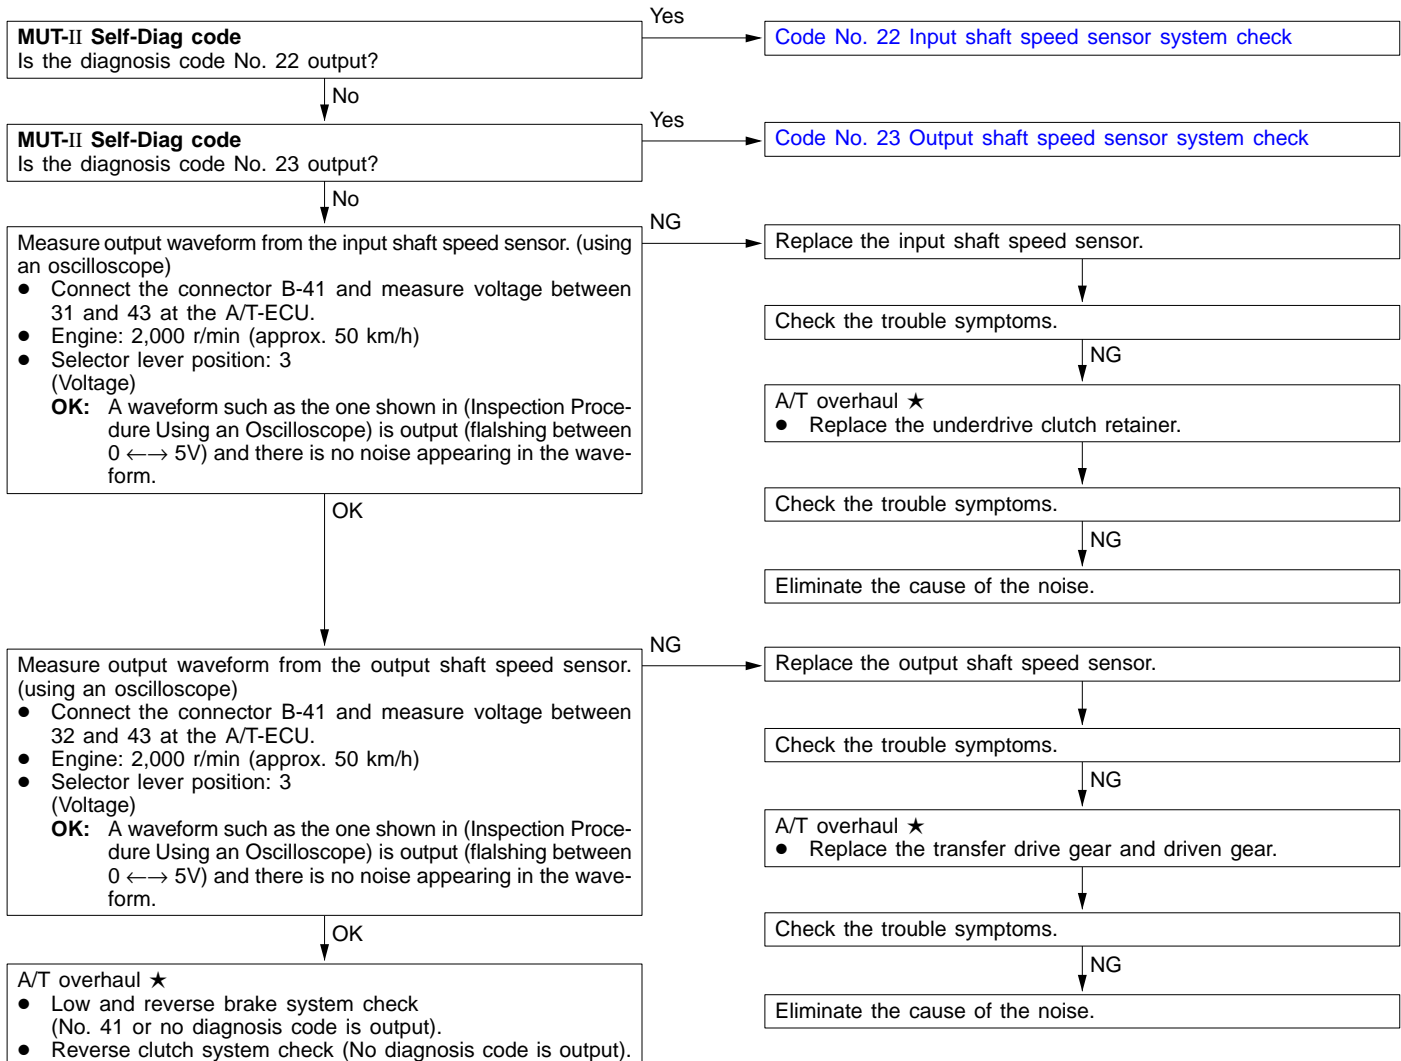 MUT-II Self-Diag code
Is the diagnosis code No. 22 output?
Yes
Code No. 22 Input shaft speed sensor system check
No
MUT-II Self-Diag code
Is the diagnosis code No. 23 output?
Yes
Code No. 23 Output shaft speed sensor system check
No
Measure output waveform from the input shaft speed sensor. (using
an oscilloscope)
● Connect the connector B-41 and measure voltage between
31 and 43 at the A/T-ECU.
● Engine: 2,000 r/min (approx. 50 km/h)
● Selector lever position: 3
(Voltage)
OK: A waveform such as the one shown in (Inspection Proce-
dure Using an Oscilloscope) is output (flalshing between
0 ←→ 5V) and there is no noise appearing in the wave-
form.
NG
Replace the input shaft speed sensor.
Check the trouble symptoms.
NG
A/T overhaul ★
● Replace the underdrive clutch retainer.
Check the trouble symptoms.
NG
Eliminate the cause of the noise.
OK
Measure output waveform from the output shaft speed sensor.
(using an oscilloscope)
● Connect the connector B-41 and measure voltage between
32 and 43 at the A/T-ECU.
● Engine: 2,000 r/min (approx. 50 km/h)
● Selector lever position: 3
(Voltage)
OK: A waveform such as the one shown in (Inspection Proce-
dure Using an Oscilloscope) is output (flalshing between
0 ←→ 5V) and there is no noise appearing in the wave-
form.
NG
Replace the output shaft speed sensor.
Check the trouble symptoms.
NG
A/T overhaul ★
● Replace the transfer drive gear and driven gear.
Check the trouble symptoms.
NG
Eliminate the cause of the noise.
OK
A/T overhaul ★
● Low and reverse brake system check
(No. 41 or no diagnosis code is output).
● Reverse clutch system check (No diagnosis code is output).